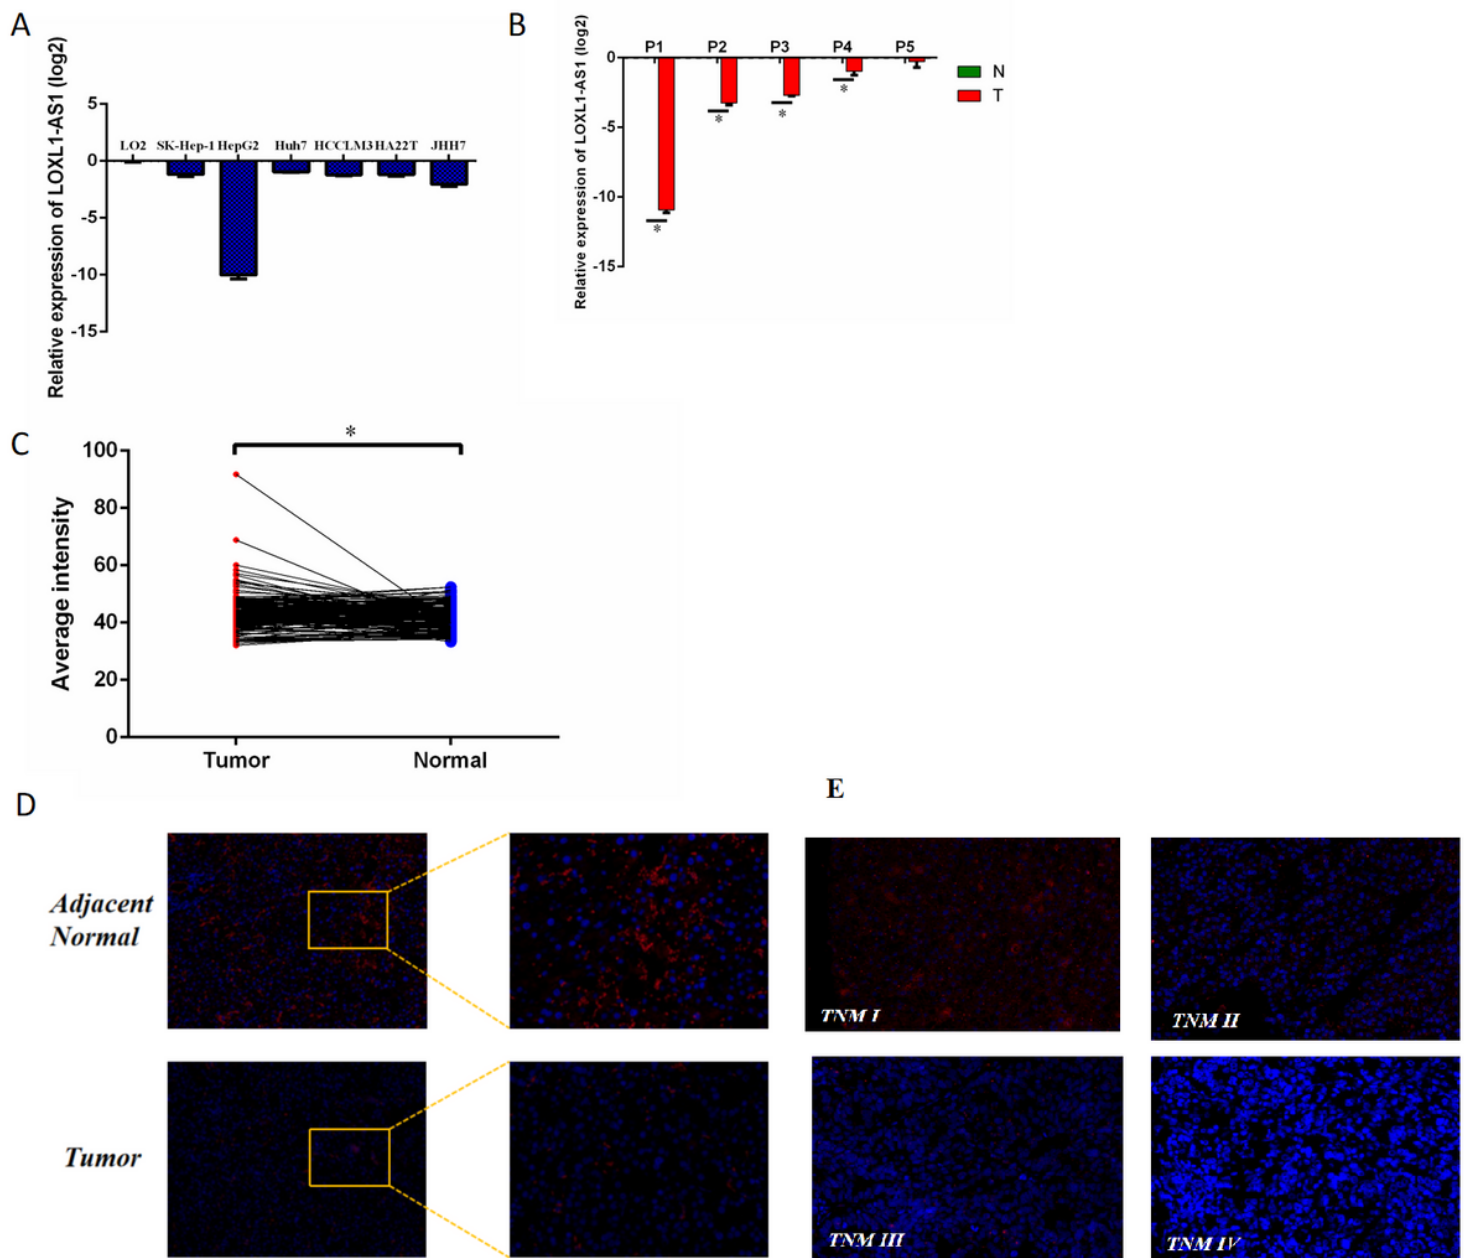 A
Relative expression of LOXL1-AS1 (log2)
5
0
-5
-10
-15
LO2 SK-Hep-1 HepG2 Huh7 HCCLM3 HA22T JHH7
B
Relative expression of LOXL1-AS1 (log2)
0
-5
-10
-15
P1 P2 P3 P4 P5
*
*
*
*
N
T
C
Average intensity
100
80
60
40
20
0
*
Tumor Normal
D
Adjacent
Normal
Tumor
E
TNM I
TNM II
TNM III
TNM IV